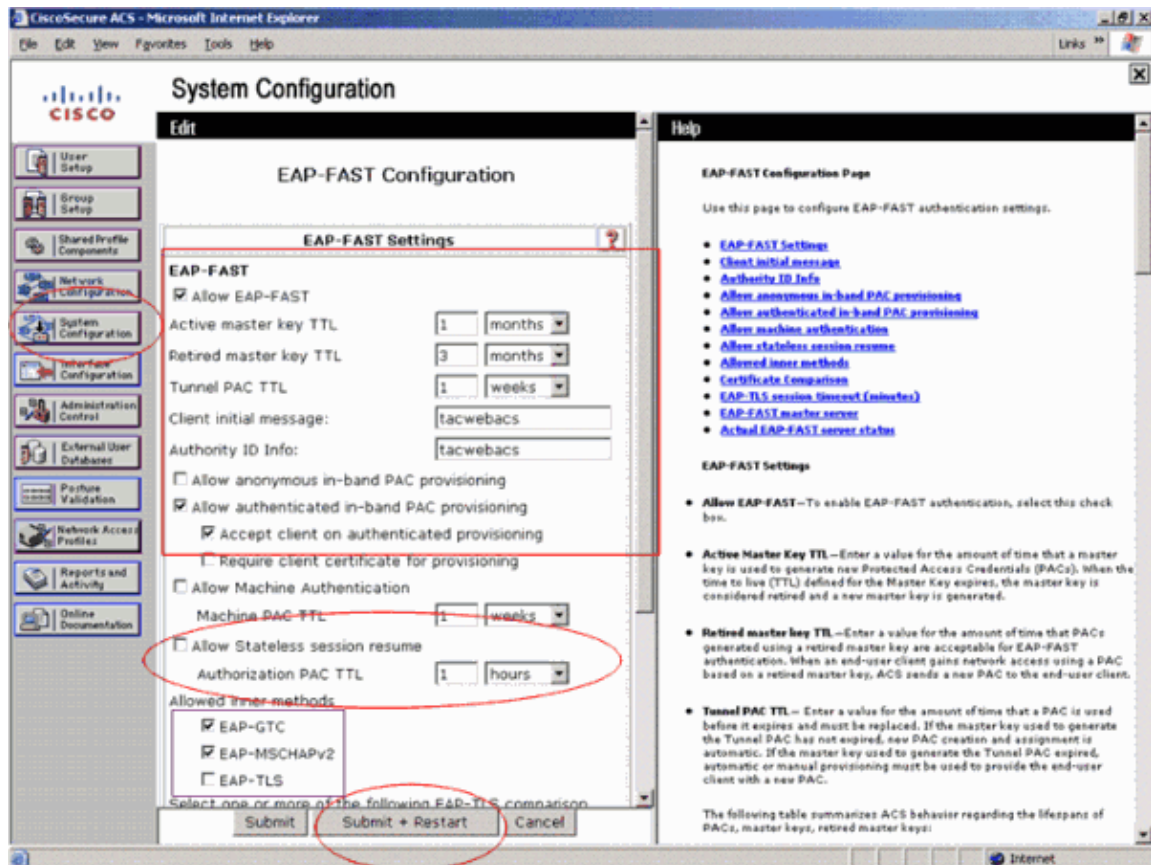 CiscoSecure ACS - Microsoft Internet Explorer
File Edit View Favorites Tools Help
Links »
CISCO
System Configuration
User
Setup
Group
Setup
Shared Profile
Components
Network
Configuration
System
Configuration
Interface
Configuration
Administration
Control
External User
Databases
Posture
Validation
Network Access
Profiles
Reports and
Activity
Online
Documentation
Edit
EAP-FAST Configuration
EAP-FAST Settings ?
EAP-FAST
Allow EAP-FAST
Active master key TTL 1 months
Retired master key TTL 3 months
Tunnel PAC TTL 1 weeks
Client initial message: tacwebacs
Authority ID Info: tacwebacs
Allow anonymous in-band PAC provisioning
Allow authenticated in-band PAC provisioning
Accept client on authenticated provisioning
Require client certificate for provisioning
Allow Machine Authentication
Machine PAC TTL 1 weeks
Allow Stateless session resume
Authorization PAC TTL 1 hours
Allowed inner methods
EAP-GTC
EAP-MSCHAPv2
EAP-TLS
Select one or more of the following EAP-TLS comparison
Submit Submit + Restart Cancel
Help
EAP-FAST Configuration Page
Use this page to configure EAP-FAST authentication settings.
EAP-FAST Settings
Client initial message
Authority ID Info
Allow anonymous in-band PAC provisioning
Allow authenticated in-band PAC provisioning
Allow machine authentication
Allow stateless session resume
Allowed inner methods
Certificate Comparison
EAP-TLS session timeout (minutes)
EAP-FAST master server
Actual EAP-FAST server status
EAP-FAST Settings
Allow EAP-FAST—To enable EAP-FAST authentication, select this check
box.
Active Master Key TTL—Enter a value for the amount of time that a master
key is used to generate new Protected Access Credentials (PACs). When the
time to live (TTL) defined for the Master Key expires, the master key is
considered retired and a new master key is generated.
Retired master key TTL—Enter a value for the amount of time that PACs
generated using a retired master key are acceptable for EAP-FAST
authentication. When an end-user client gains network access using a PAC
based on a retired master key, ACS sends a new PAC to the end-user client.
Tunnel PAC TTL— Enter a value for the amount of time that a PAC is used
before it expires and must be replaced. If the master key used to generate
the Tunnel PAC has not expired, new PAC creation and assignment is
automatic. If the master key used to generate the Tunnel PAC expired,
automatic or manual provisioning must be used to provide the end-user
client with a new PAC.
The following table summarizes ACS behavior regarding the lifespans of
PACs, master keys, retired master keys:
Internet